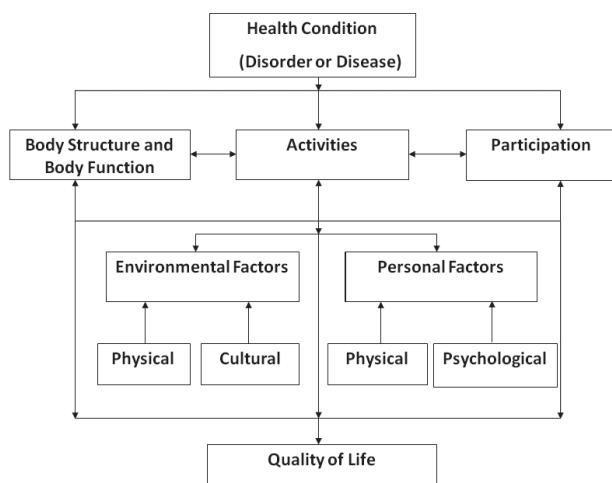 Health Condition
(Disorder or Disease)
Body Structure and
Body Function
Activities
Participation
Environmental Factors
Personal Factors
Physical
Cultural
Physical
Psychological
Quality of Life